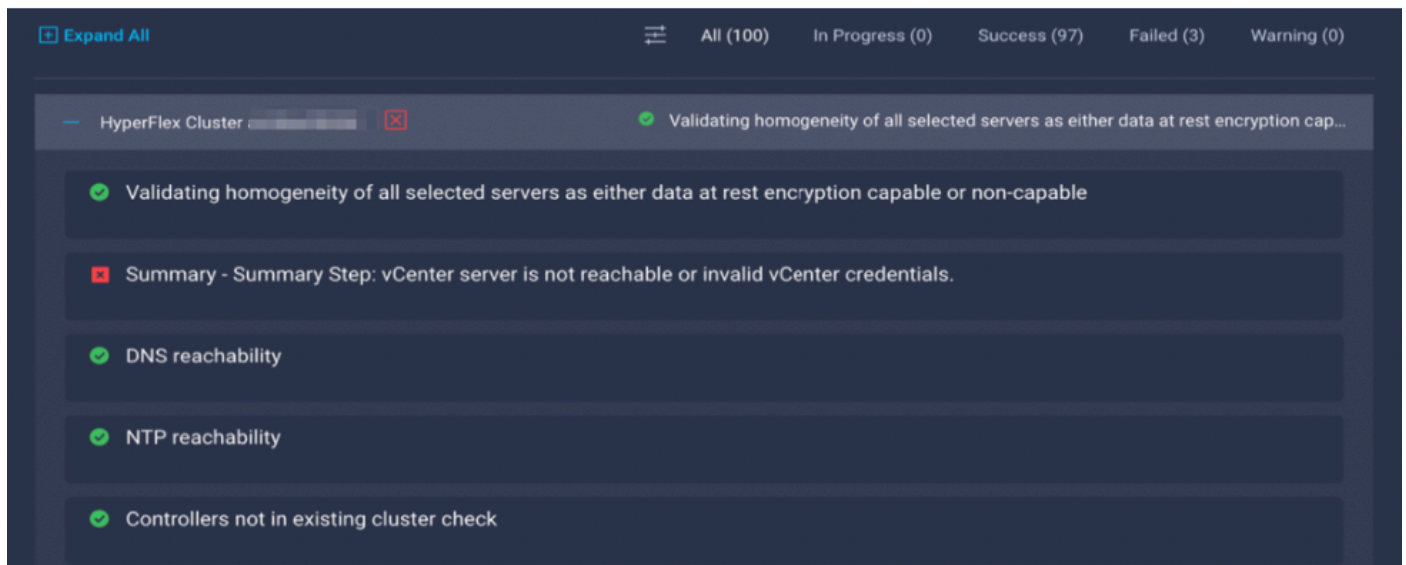 Expand All
All (100) In Progress (0) Success (97) Failed (3) Warning (0)
HyperFlex Cluster
Validating homogeneity of all selected servers as either data at rest encryption cap...
Validating homogeneity of all selected servers as either data at rest encryption capable or non-capable
Summary - Summary Step: vCenter server is not reachable or invalid vCenter credentials.
DNS reachability
NTP reachability
Controllers not in existing cluster check